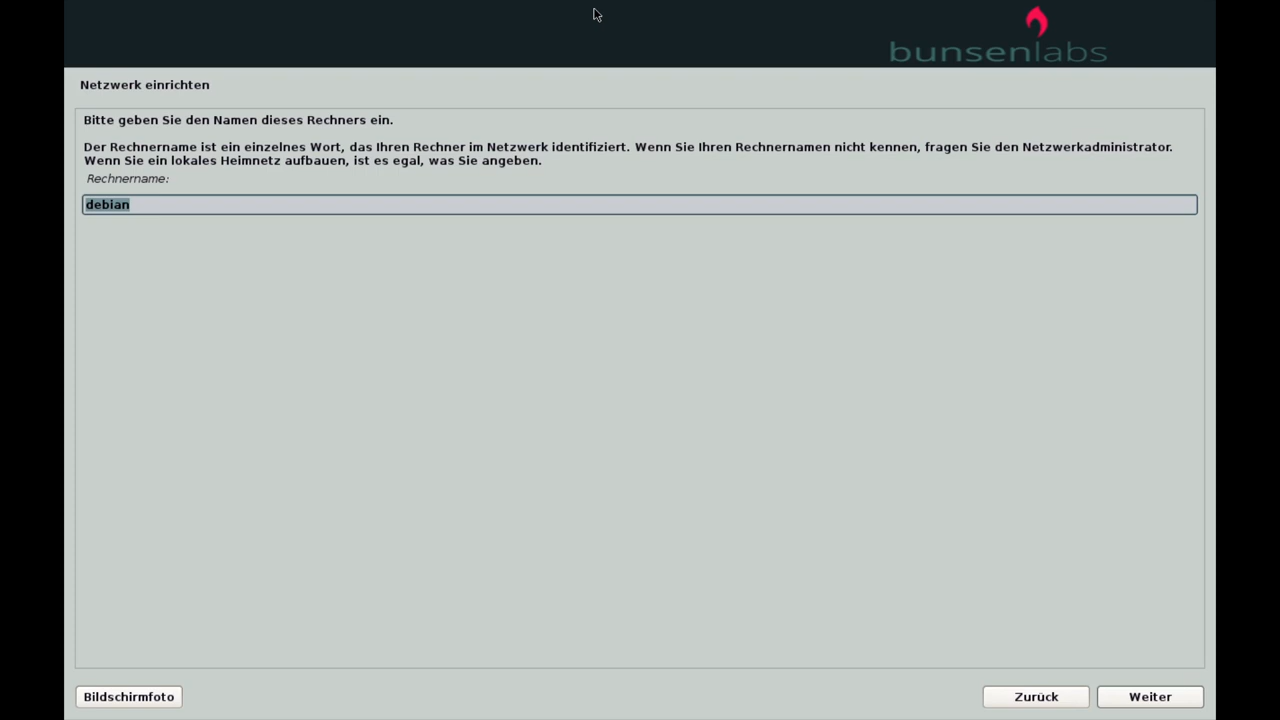 bunsenlabs
Netzwerk einrichten
Bitte geben Sie den Namen dieses Rechners ein.
Der Rechnername ist ein einzelnes Wort, das Ihren Rechner im Netzwerk identifiziert. Wenn Sie Ihren Rechnernamen nicht kennen, fragen Sie den Netzwerkadministrator.
Wenn Sie ein lokales Heimnetz aufbauen, ist es egal, was Sie angeben.
Rechnername:
debian
Bildschirmfoto
Zurück
Weiter